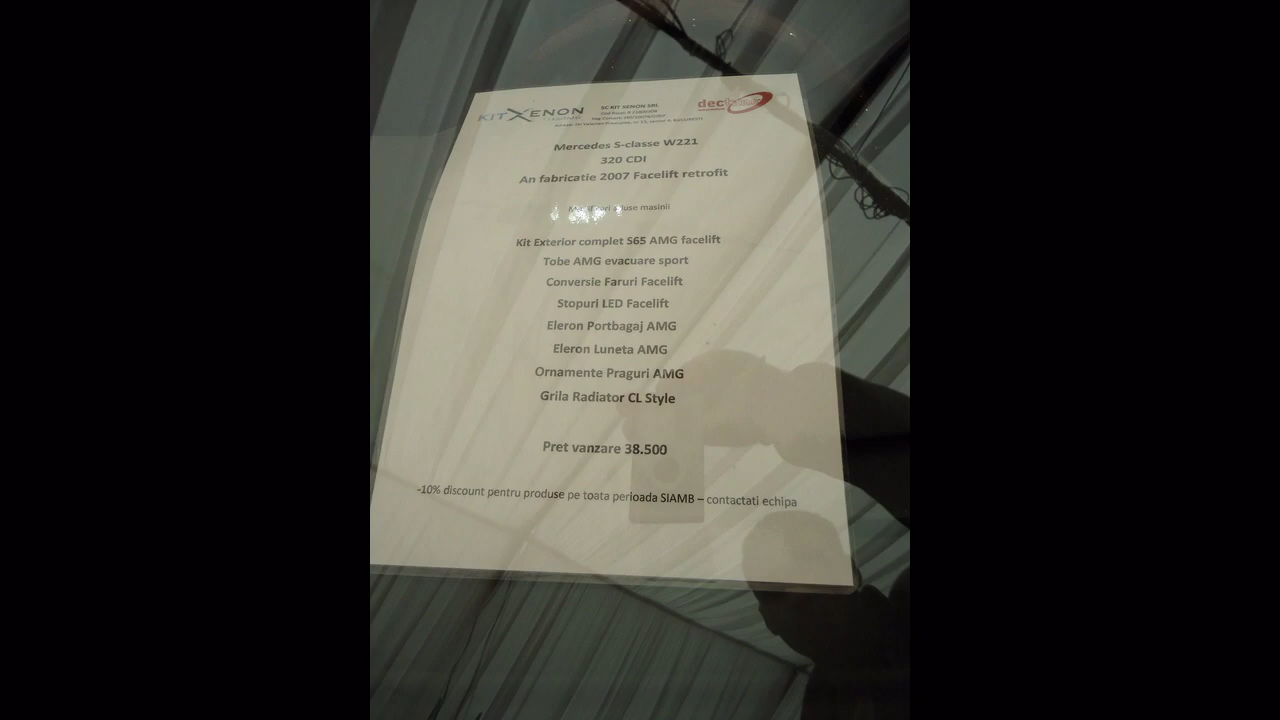 KIT XENON
SC KIT XENON SRL
Mercedes S-classe W221
320 CDI
An fabricatie 2007 Facelift retrofit
masinii
Kit Exterior complet S65 AMG facelift
Tobe AMG evacuare sport
Conversie Faruri Facelift
Stopuri LED Facelift
Eleron Portbagaj AMG
Eleron Luneta AMG
Ornamente Praguri AMG
Grila Radiator CL Style
Pret vanzare 38.500
-10% discount pentru produse pe toata perioada SIAMB – contactati echipa